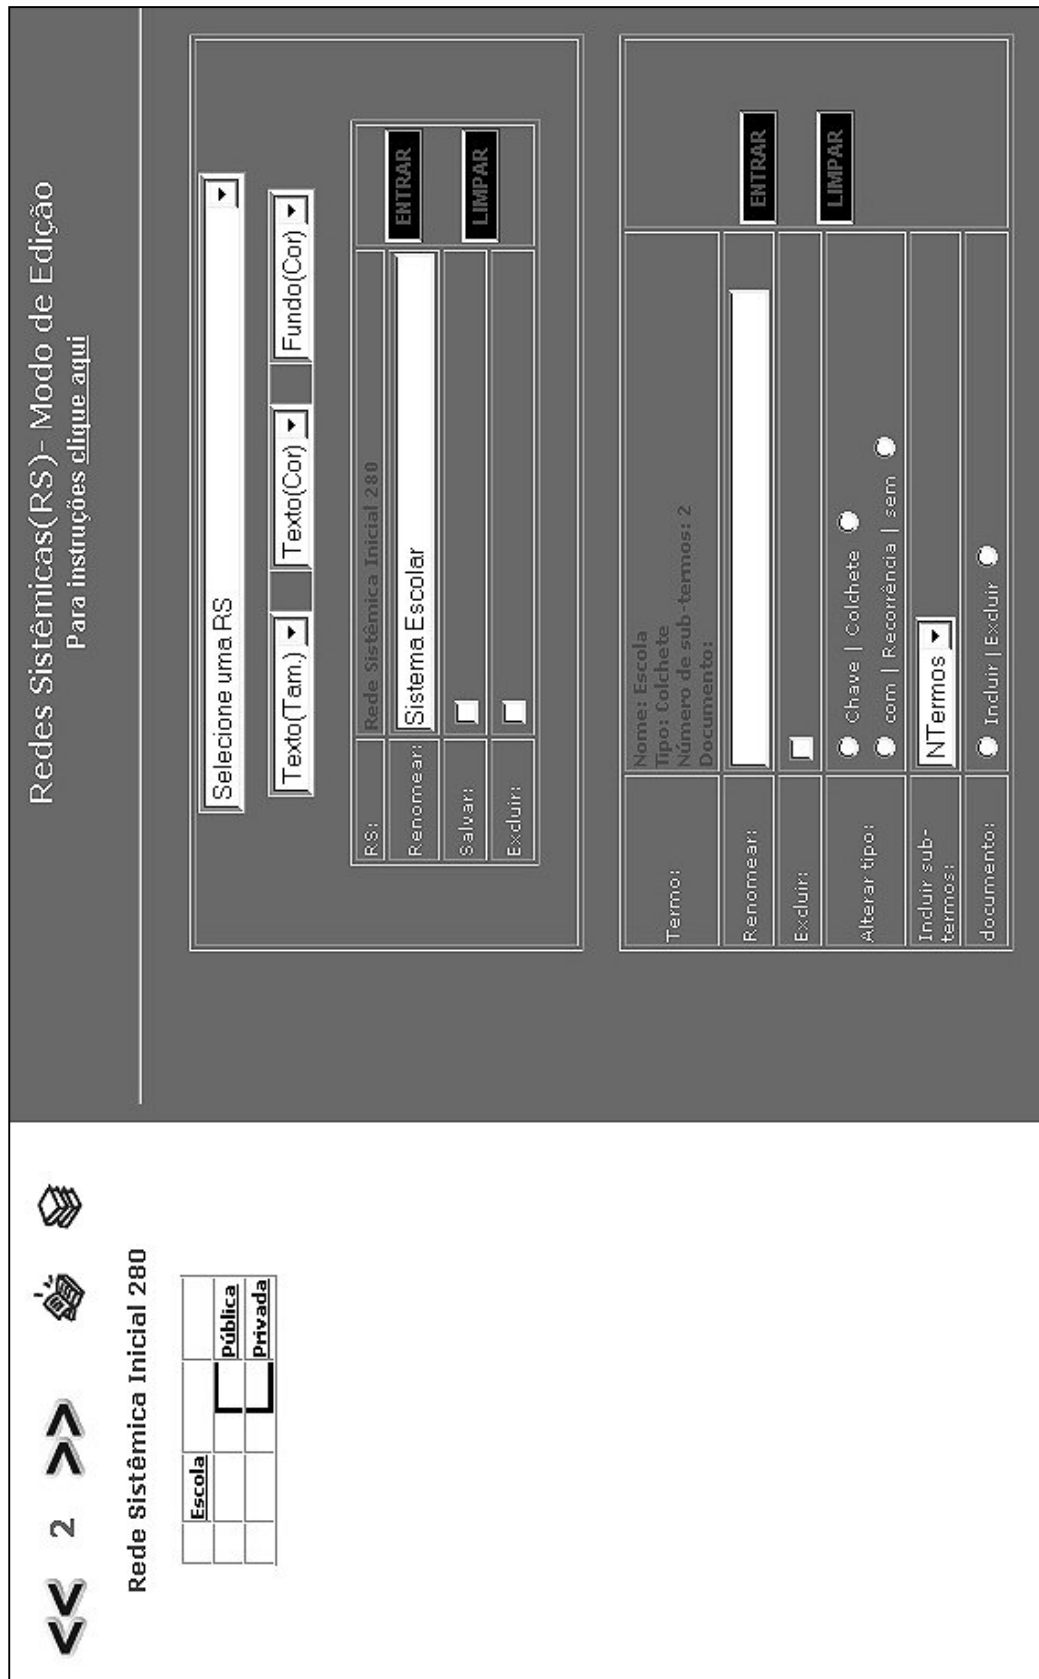 << 2 >>
Rede Sistêmica Inicial 280
Escola
Pública
Privada
Redes Sistêmicas(RS)- Modo de Edição
Para instruções clique aqui
Selecione uma RS
Texto(Tam.) Texto(Cor) Fundo(Cor)
RS: Rede Sistêmica Inicial 280
Renomear: Sistema Escolar ENTRAR
Salvar:
LIMPAR
Excluir:
Termo: Nome: Escola
Tipo: Colchete
Número de sub-termos: 2
Documento:
Renomear: ENTRAR
Excluir:
LIMPAR
Alterar tipo: Chave | Colchete
com | Recorrência | sem
Incluir sub-
termos: NTermos
documento: Incluir | Excluir